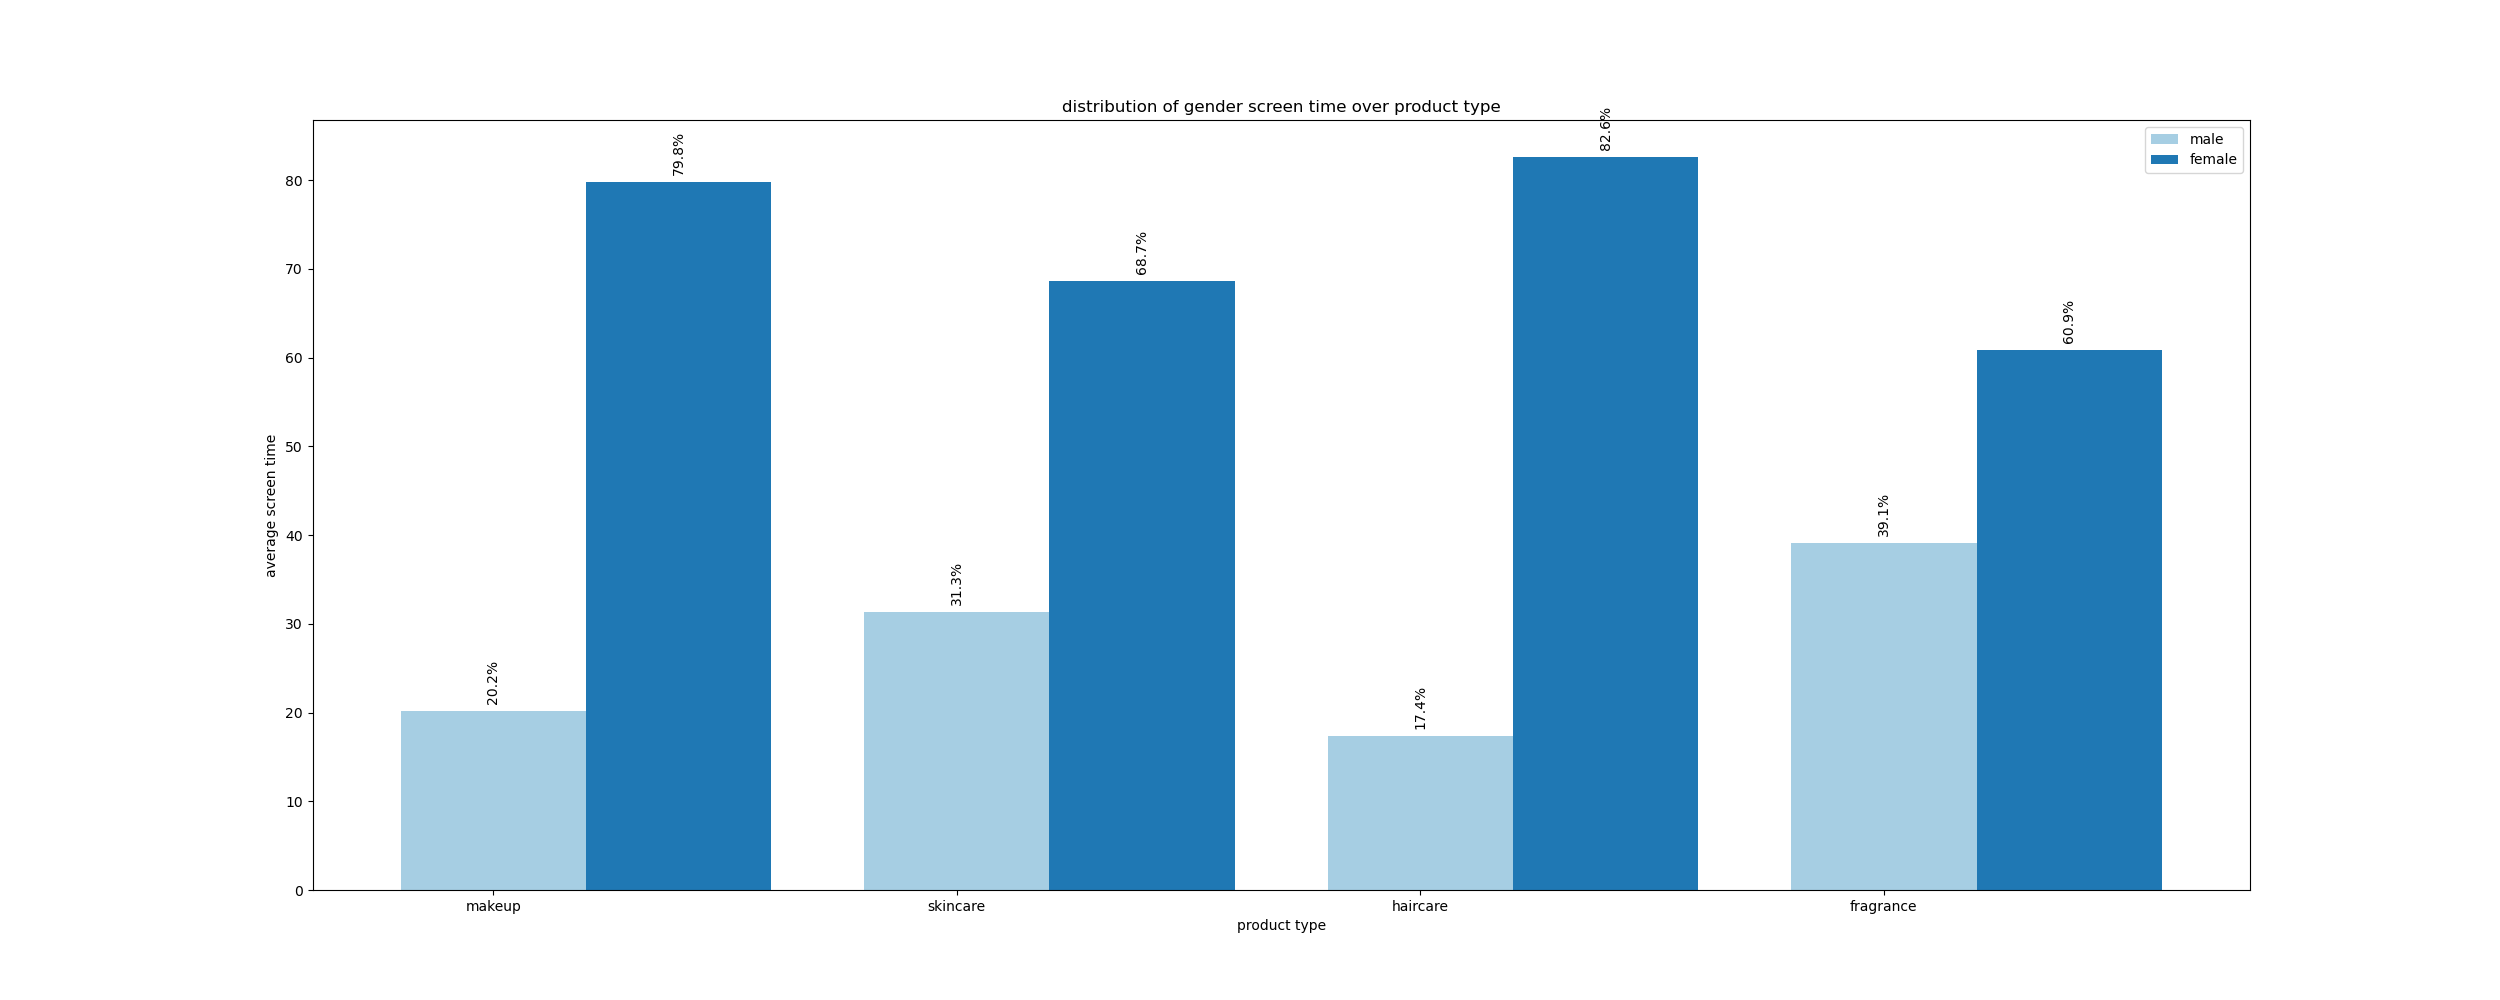 distribution of gender screen time over product type
male
female
79.8%
82.6%
68.7%
60.9%
39.1%
31.3%
20.2%
17.4%
80
70
60
50
40
30
20
10
0
average screen time
makeup
skincare
haircare
fragrance
product type